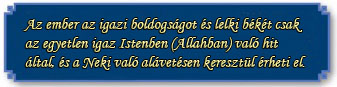 Az ember az igazi boldogságot és lelki békét csak
az egyetlen igaz Istenben (Allahban) való hit
által, és a Neki való alávetésen keresztül érheti el.